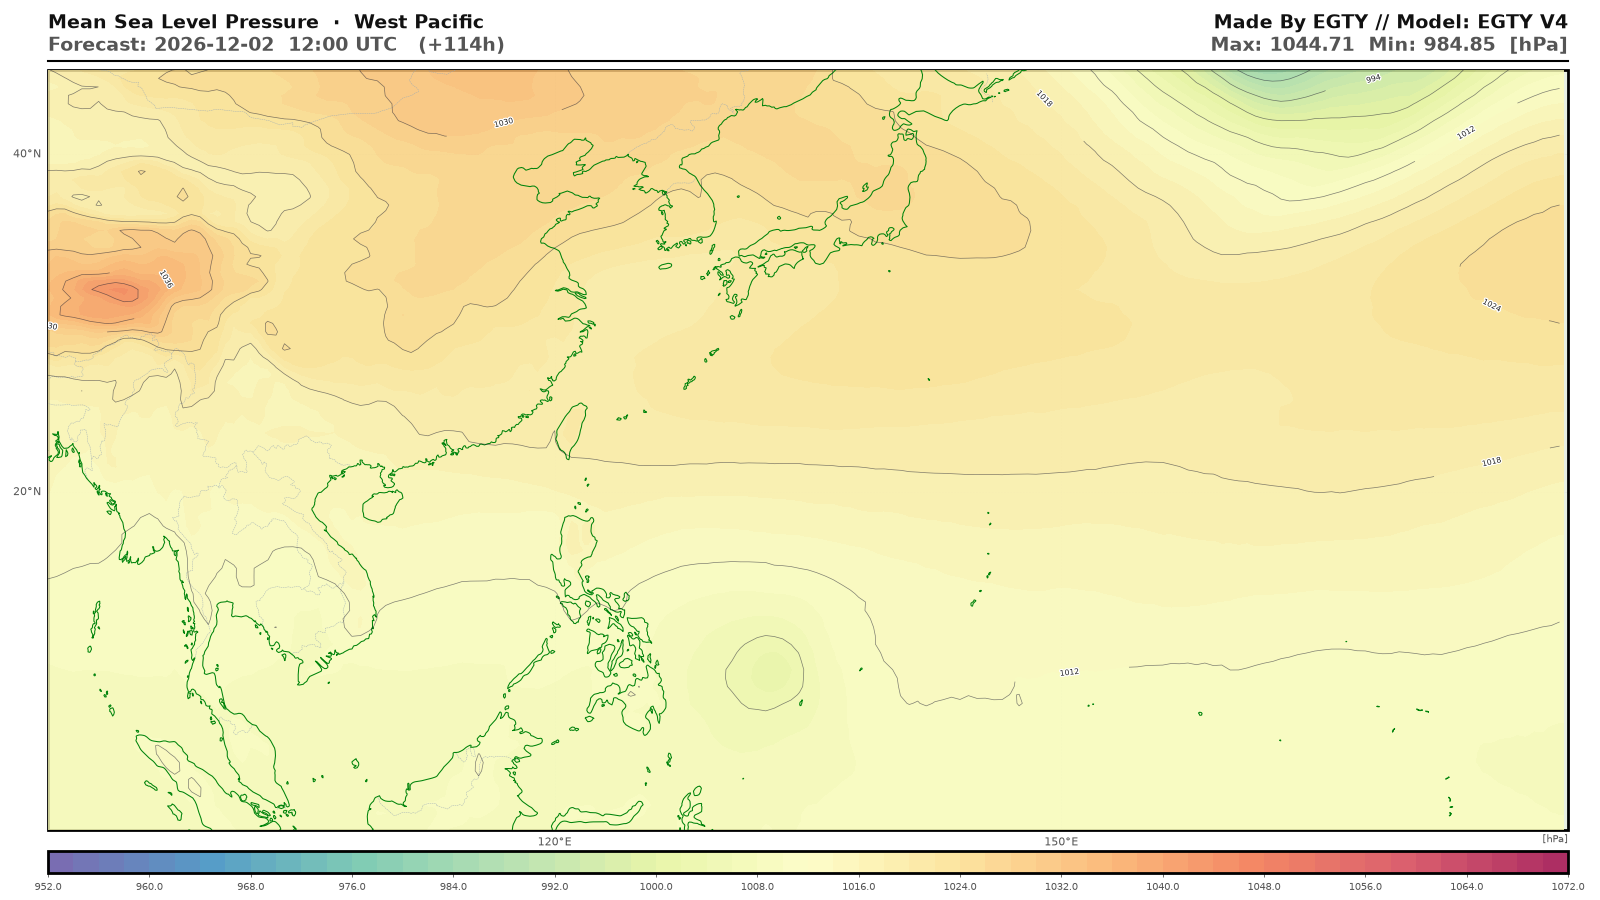 Mean Sea Level Pressure · West Pacific
Made By EGTY // Model: EGTY V4
Forecast: 2026-12-02 12:00 UTC (+114h)
Max: 1044.71 Min: 984.85 [hPa]
994
1018
1030
1012
40°N
1036
1024
30
1018
20°N
1012
120°E
150°E
[hPa]
952.0
960.0
968.0
976.0
984.0
992.0
1000.0
1008.0
1016.0
1024.0
1032.0
1040.0
1048.0
1056.0
1064.0
1072.0